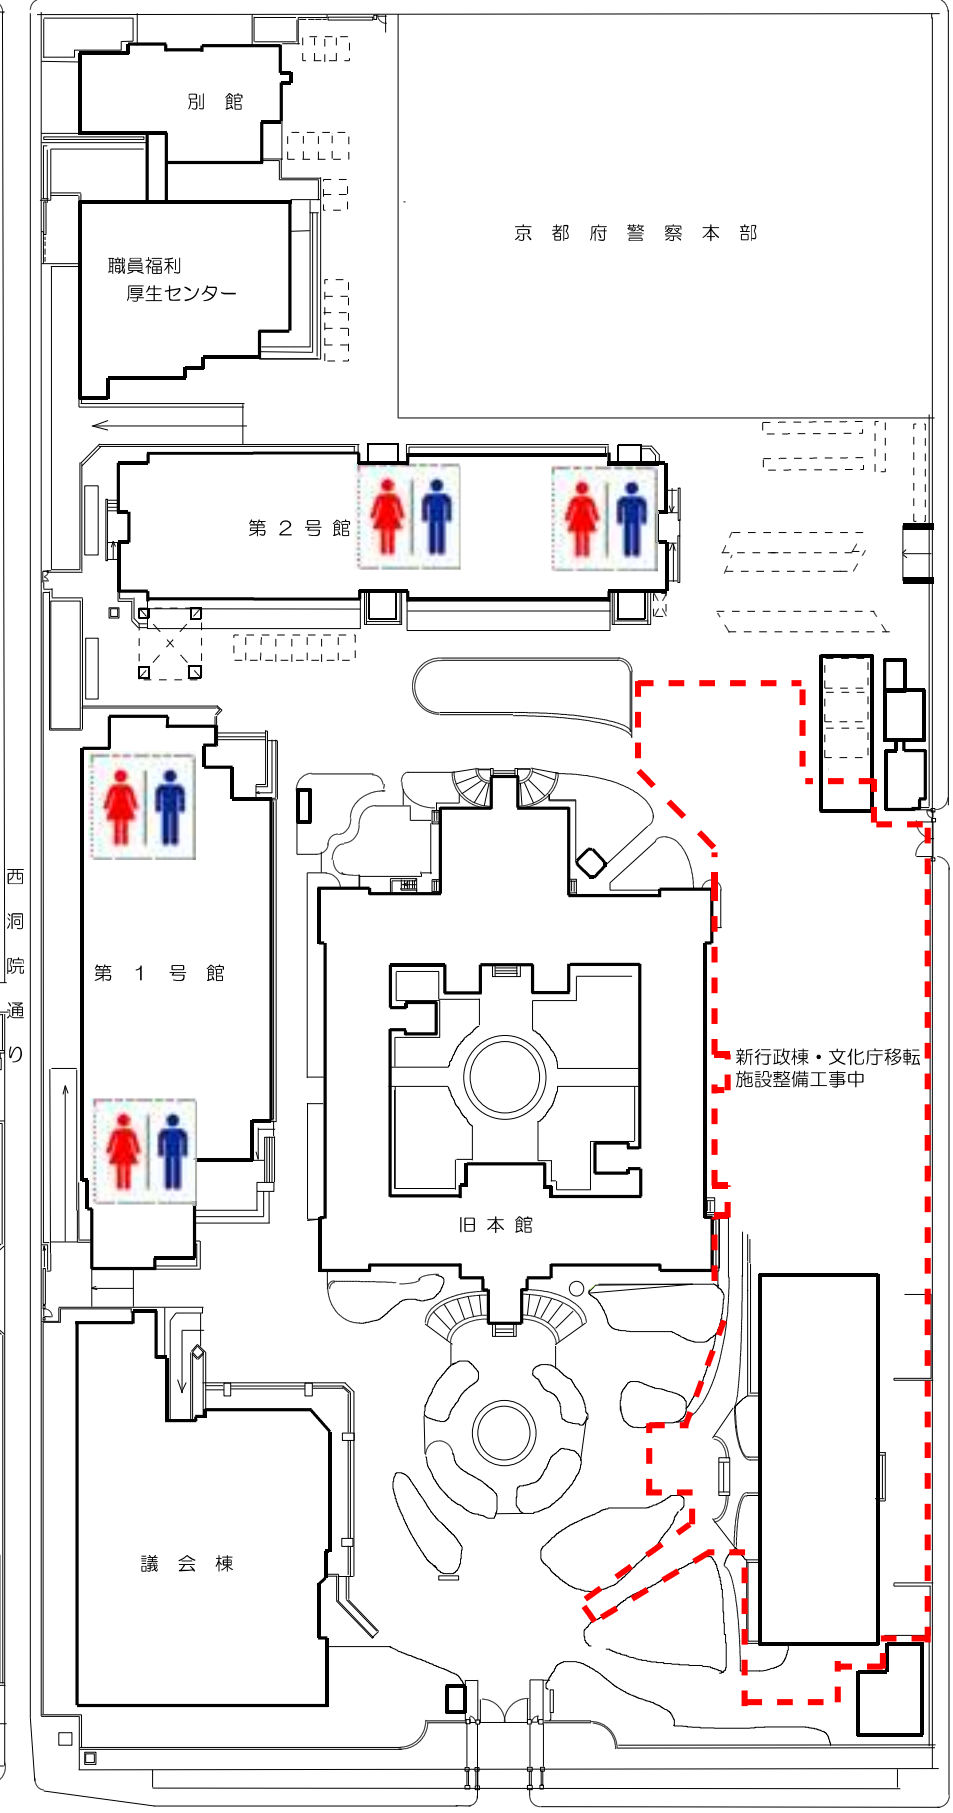 別館
京都府警察本部
職員福利
厚生センター
第２号館
西洞院通り
第１号館
新行政棟・文化庁移転
施設整備工事中
旧本館
議会棟